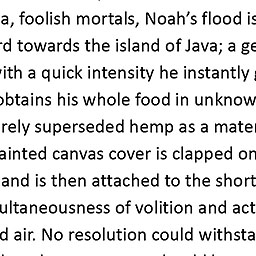 a, foolish mortals, Noah's flood is
rd towards the island of Java; a ge
with a quick intensity he instantly g
obtains his whole food in unknow
rely superseded hemp as a mater
ainted canvas cover is clapped on
and is then attached to the short
ultaneousness of volition and act
d air. No resolution could withsta